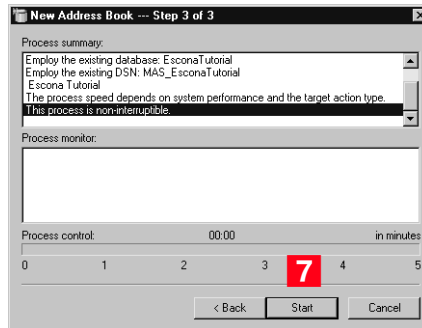 New Address Book --- Step 3 of 3
Process summary:
Employ the existing database: EsconaTutorial
Employ the existing DSN: MAS_EsconaTutorial
Escona Tutorial
The process speed depends on system performance and the target action type.
This process is non-interruptible.
Process monitor:
Process control: 00:00 in minutes
0 1 2 3 7 4 5
< Back Start Cancel